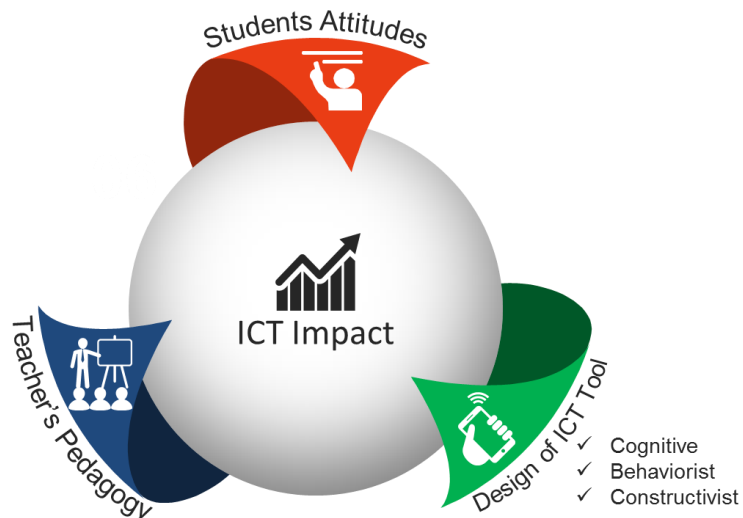 Students Attitudes
ICT Impact
Teacher's Pedagogy
Design of ICT Tool
✓ Cognitive
✓ Behaviorist
✓ Constructivist